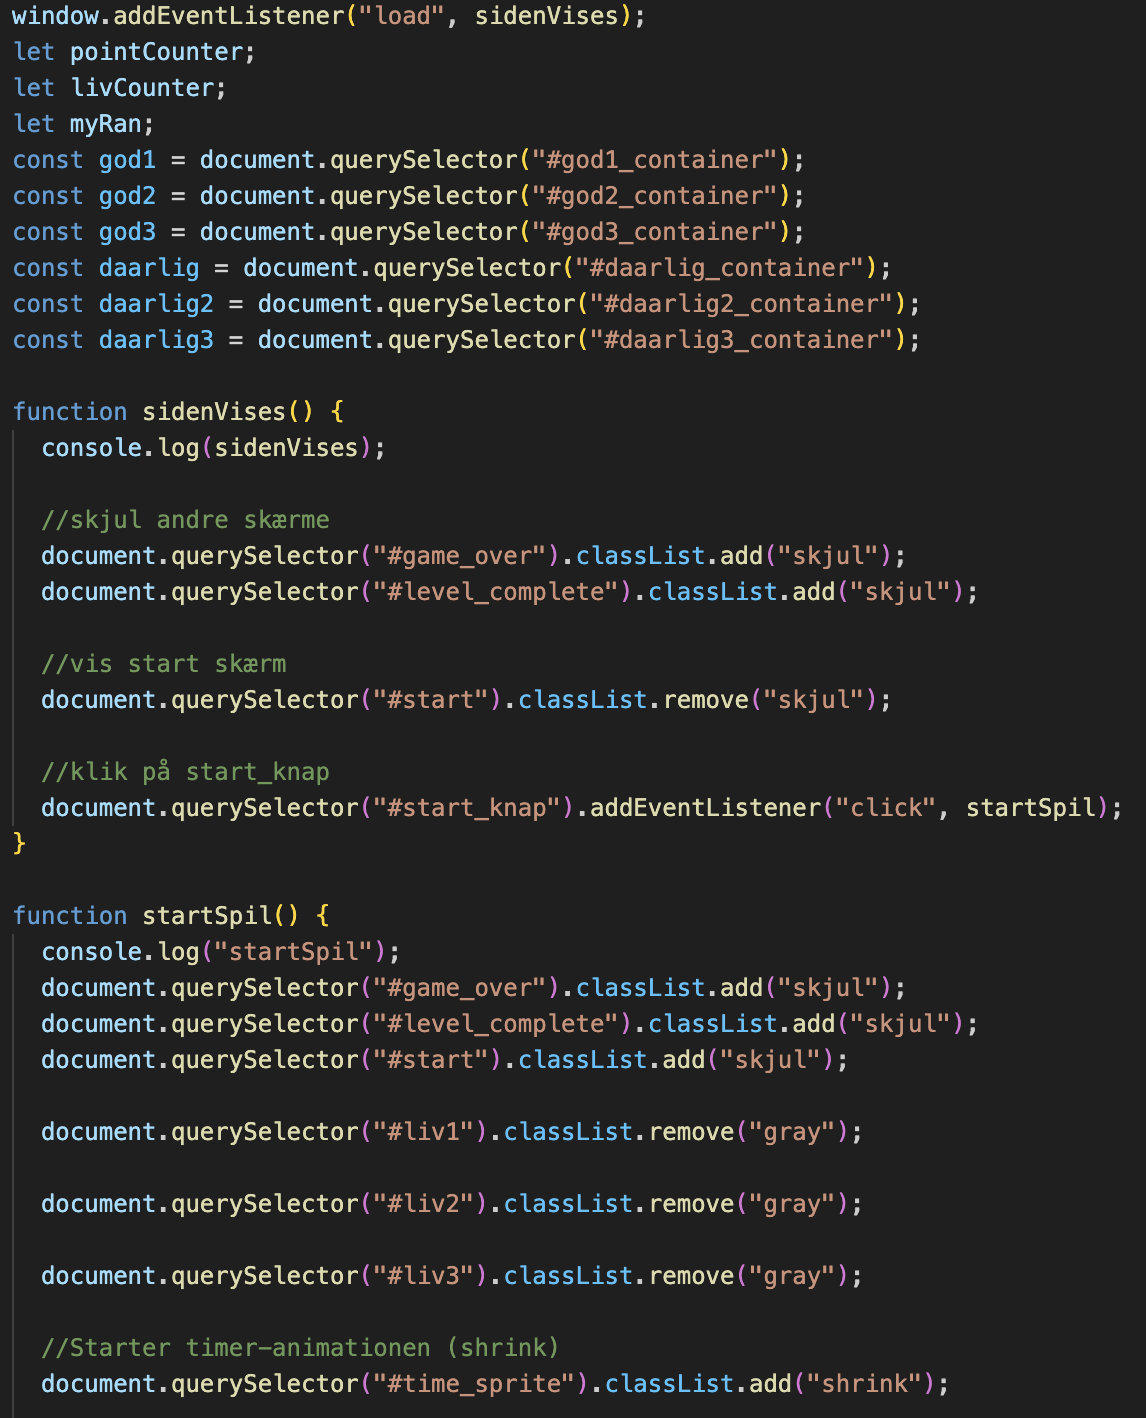 window.addEventListener("load", sidenVises);
let pointCounter;
let livCounter;
let myRan;
const god1 = document.querySelector("#god1_container");
const god2 = document.querySelector("#god2_container");
const god3 = document.querySelector("#god3_container");
const daarlig = document.querySelector("#daarlig_container");
const daarlig2 = document.querySelector("#daarlig2_container");
const daarlig3 = document.querySelector("#daarlig3_container");

function sidenVises() {
  console.log(sidenVises);

  //skjul andre skærme
  document.querySelector("#game_over").classList.add("skjul");
  document.querySelector("#level_complete").classList.add("skjul");

  //vis start skærm
  document.querySelector("#start").classList.remove("skjul");

  //klik på start_knap
  document.querySelector("#start_knap").addEventListener("click", startSpil);
}

function startSpil() {
  console.log("startSpil");
  document.querySelector("#game_over").classList.add("skjul");
  document.querySelector("#level_complete").classList.add("skjul");
  document.querySelector("#start").classList.add("skjul");

  document.querySelector("#liv1").classList.remove("gray");

  document.querySelector("#liv2").classList.remove("gray");

  document.querySelector("#liv3").classList.remove("gray");

  //Starter timer-animationen (shrink)
  document.querySelector("#time_sprite").classList.add("shrink");